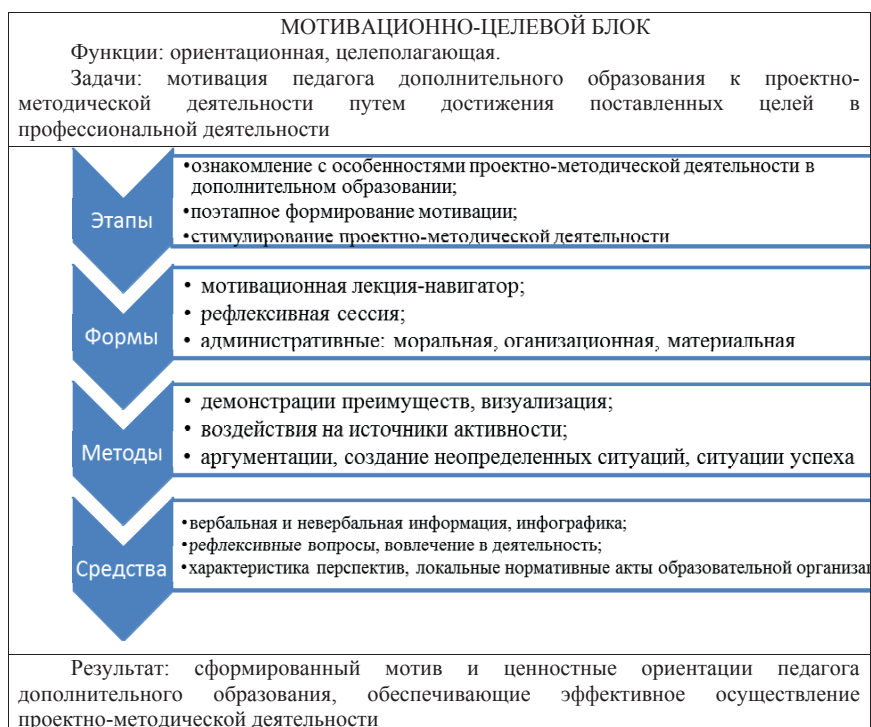 МОТИВАЦИОННО-ЦЕЛЕВОЙ БЛОК
Функции: ориентационная, целеполагающая.
Задачи: мотивация педагога дополнительного образования к проектно-
методической деятельности путем достижения поставленных целей в
профессиональной деятельности
Этапы
•ознакомление с особенностями проектно-методической деятельности в
дополнительном образовании;
•поэтапное формирование мотивации;
•стимулирование проектно-методической деятельности
Формы
• мотивационная лекция-навигатор;
• рефлексивная сессия;
• административные: моральная, оганизационная, материальная
Методы
• демонстрации преимуществ, визуализация;
• воздействия на источники активности;
• аргументации, создание неопределенных ситуаций, ситуации успеха
Средства
•вербальная и невербальная информация, инфографика;
•рефлексивные вопросы, вовлечение в деятельность;
•характеристика перспектив, локальные нормативные акты образовательной организа
Результат: сформированный мотив и ценностные ориентации педагога
дополнительного образования, обеспечивающие эффективное осуществление
проектно-методической деятельности